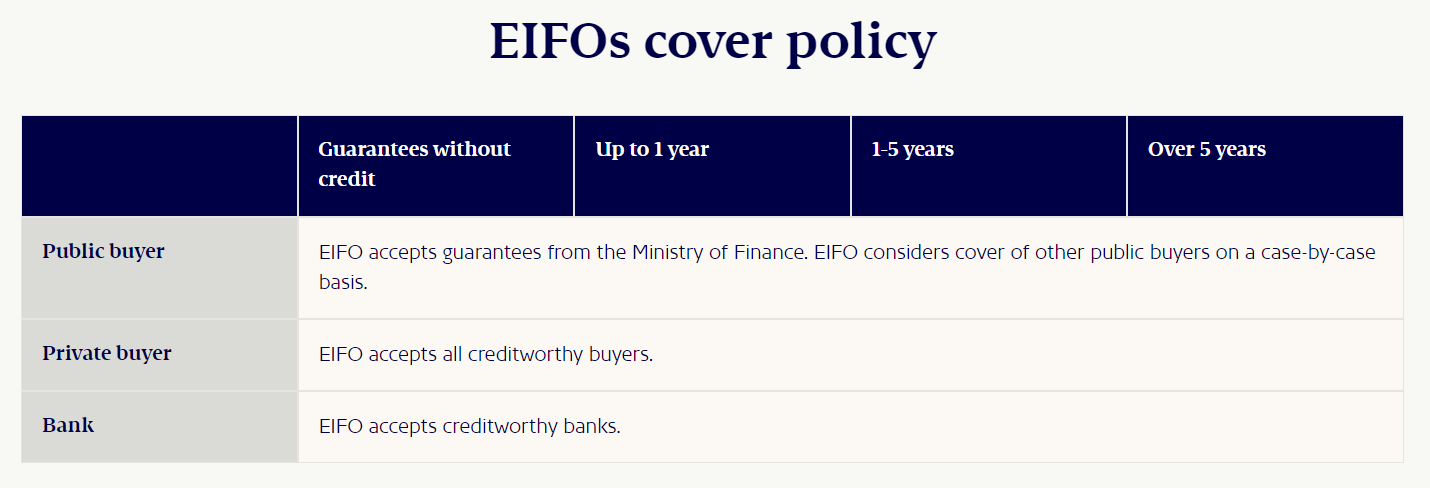 EIFOs cover policy
Guarantees without
credit
Up to 1 year
1-5 years
Over 5 years
Public buyer
EIFO accepts guarantees from the Ministry of Finance. EIFO considers cover of other public buyers on a case-by-case
basis.
Private buyer
EIFO accepts all creditworthy buyers.
Bank
EIFO accepts creditworthy banks.